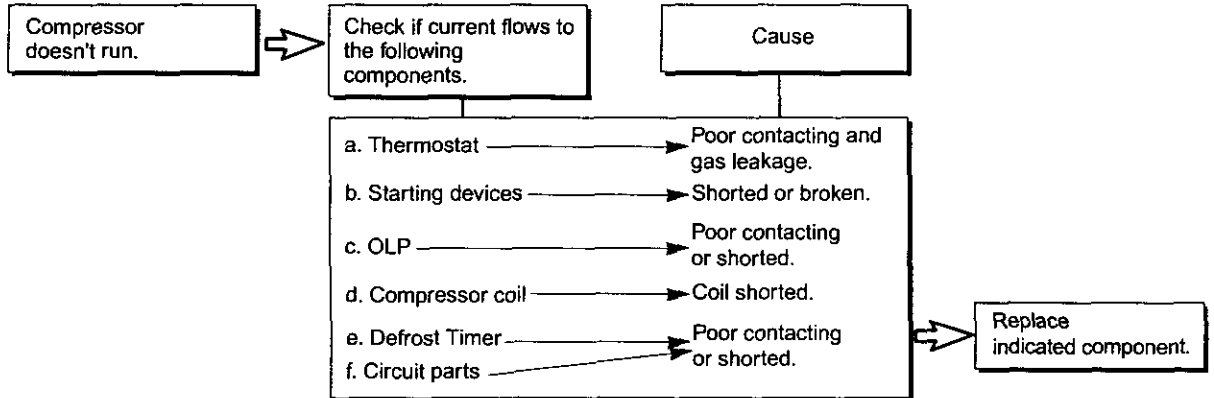 Compressor
doesn't run.
Check if current flows to
the following
components.
Cause
a. Thermostat
Poor contacting and
gas leakage.
b. Starting devices
Shorted or broken.
c. OLP
Poor contacting
or shorted.
d. Compressor coil
Coil shorted.
e. Defrost Timer
f. Circuit parts
Poor contacting
or shorted.
Replace
indicated component.